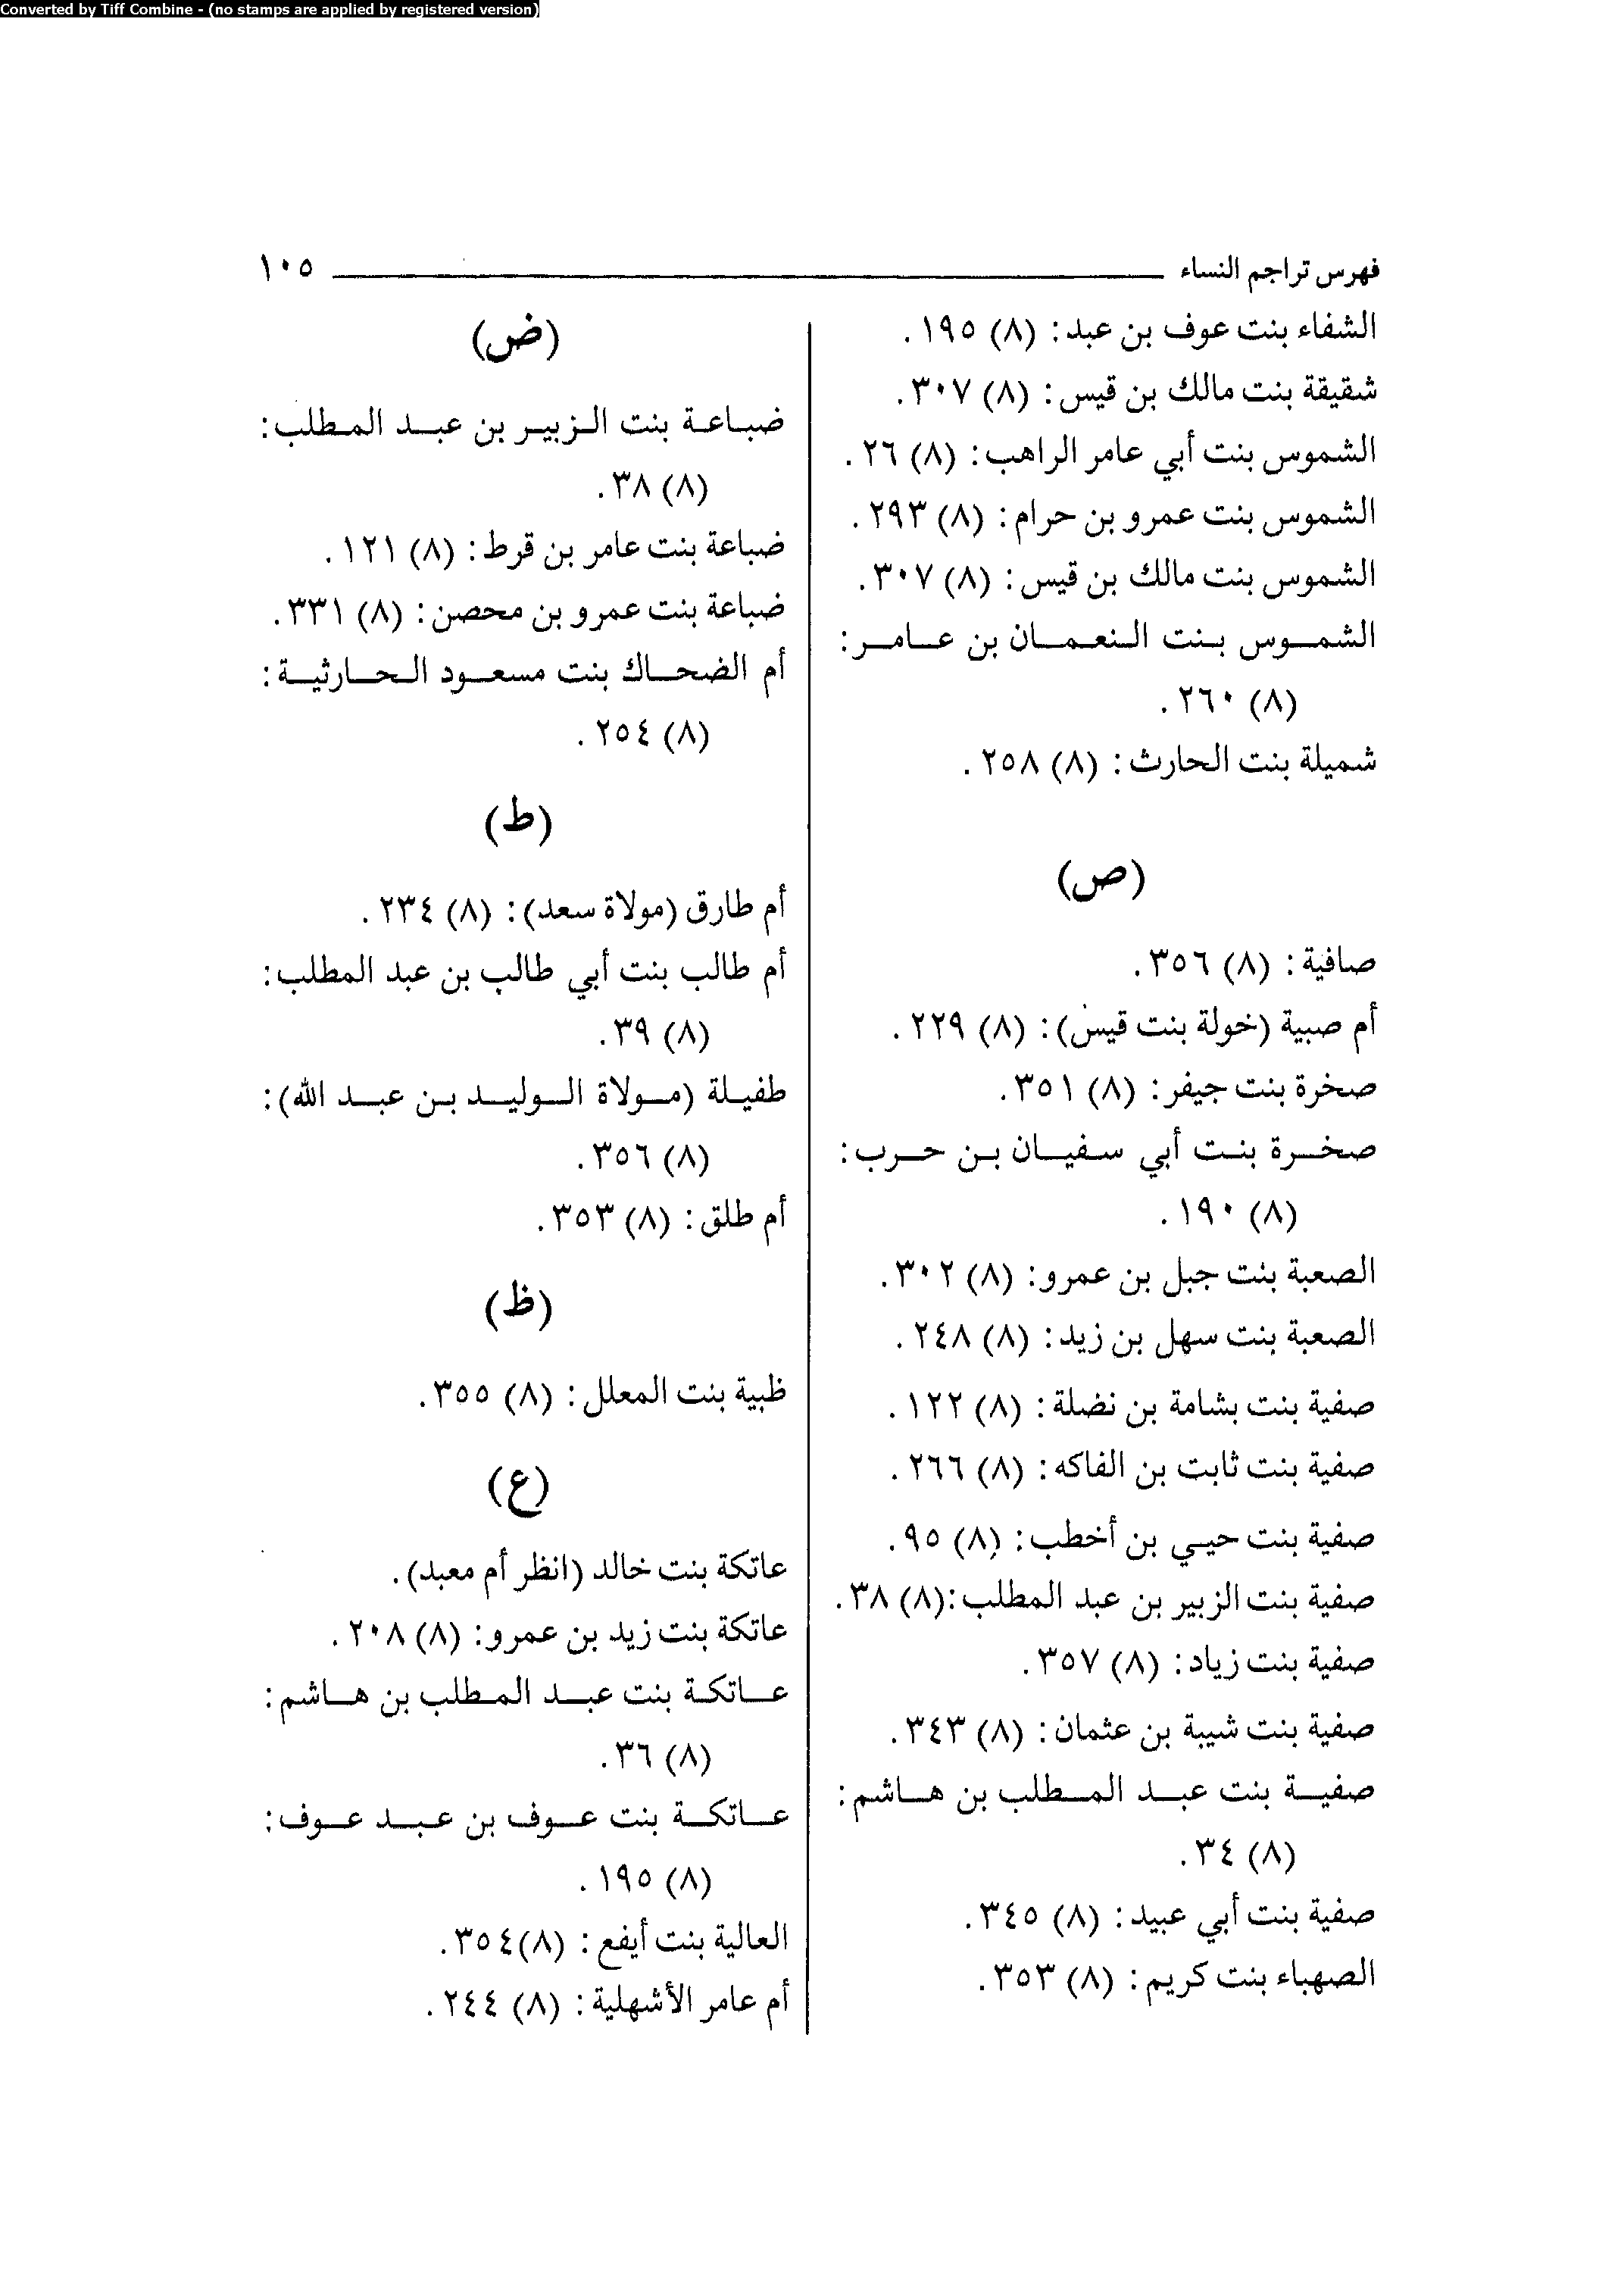 Converted by Tiff Combine - (no stamps are applied by registered version)
فهرس تراجم النساء ١٠٥
الشفاء بنت عوف بن عبد: (٨) ١٩٥.
شقيقة بنت مالك بن قيس: (٨) ٣٠٧.
الشموس بنت أبي عامر الراهب: (٨) ٢٦.
الشموس بنت عمرو بن حرام: (٨) ٢٩٣.
الشموس بنت مالك بن قيس: (٨) ٣٠٧.
الشموس بنت النعمان بن عامر:
(٨) ٢٦٠.
شميلة بنت الحارث: (٨) ٢٥٨.
(ص)
صافية: (٨) ٣٥٦.
أم صبية (خولة بنت قيس): (٨) ٢٢٩.
صخرة بنت جيفر: (٨) ٣٥١.
صخرة بنت أبي سفيان بن حرب:
(٨) ١٩٠.
الصعبة بنت جبل بن عمرو: (٨) ٣٠٢.
الصعبة بنت سهل بن زيد: (٨) ٢٤٨.
صفية بنت بشامة بن نضلة: (٨) ١٢٢.
صفية بنت ثابت بن الفاكه: (٨) ٢٦٦.
صفية بنت حيي بن أخطب: (٨) ٩٥.
صفية بنت الزبير بن عبد المطلب:(٨) ٣٨.
صفية بنت زياد: (٨) ٣٥٧.
صفية بنت شيبة بن عثمان: (٨) ٣٤٣.
صفية بنت عبد المطلب بن هاشم:
(٨) ٣٤.
صفية بنت أبي عبيد: (٨) ٣٤٥.
الصهباء بنت كريم: (٨) ٣٥٣.
(ض)
ضباعة بنت الزبير بن عبد المطلب:
(٨) ٣٨.
ضباعة بنت عامر بن قرط: (٨) ١٢١.
ضباعة بنت عمرو بن محصن: (٨) ٣٣١.
أم الضحاك بنت مسعود الحارثية:
(٨) ٢٥٤.
(ط)
أم طارق (مولاة سعد): (٨) ٢٣٤.
أم طالب بنت أبي طالب بن عبد المطلب:
(٨) ٣٩.
طفيلة (مولاة الوليد بن عبد الله):
(٨) ٣٥٦.
أم طلق: (٨) ٣٥٣.
(ظ)
ظبية بنت المعلل: (٨) ٣٥٥.
(ع)
عاتكة بنت خالد (انظر أم معبد).
عاتكة بنت زيد بن عمرو: (٨) ٢٠٨.
عاتكة بنت عبد المطلب بن هاشم:
(٨) ٣٦.
عاتكة بنت عوف بن عبد عوف:
(٨) ١٩٥.
العالية بنت أيفع: (٨)٣٥٤.
أم عامر الأشهلية: (٨) ٢٤٤.